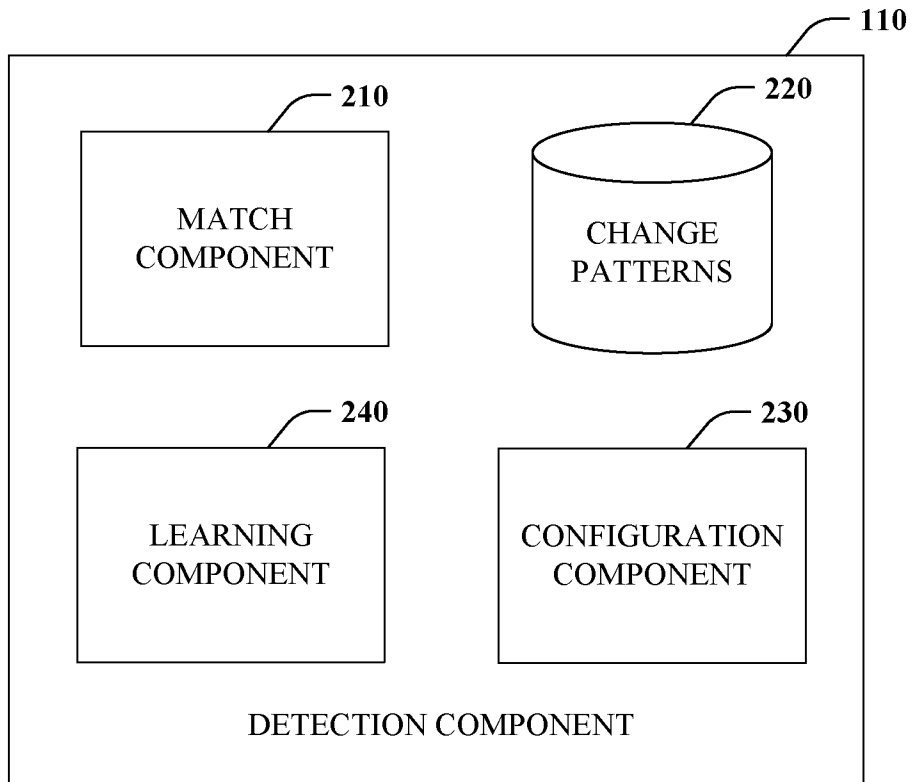 110
210
220
MATCH
COMPONENT
CHANGE
PATTERNS
240
230
LEARNING
COMPONENT
CONFIGURATION
COMPONENT
DETECTION COMPONENT